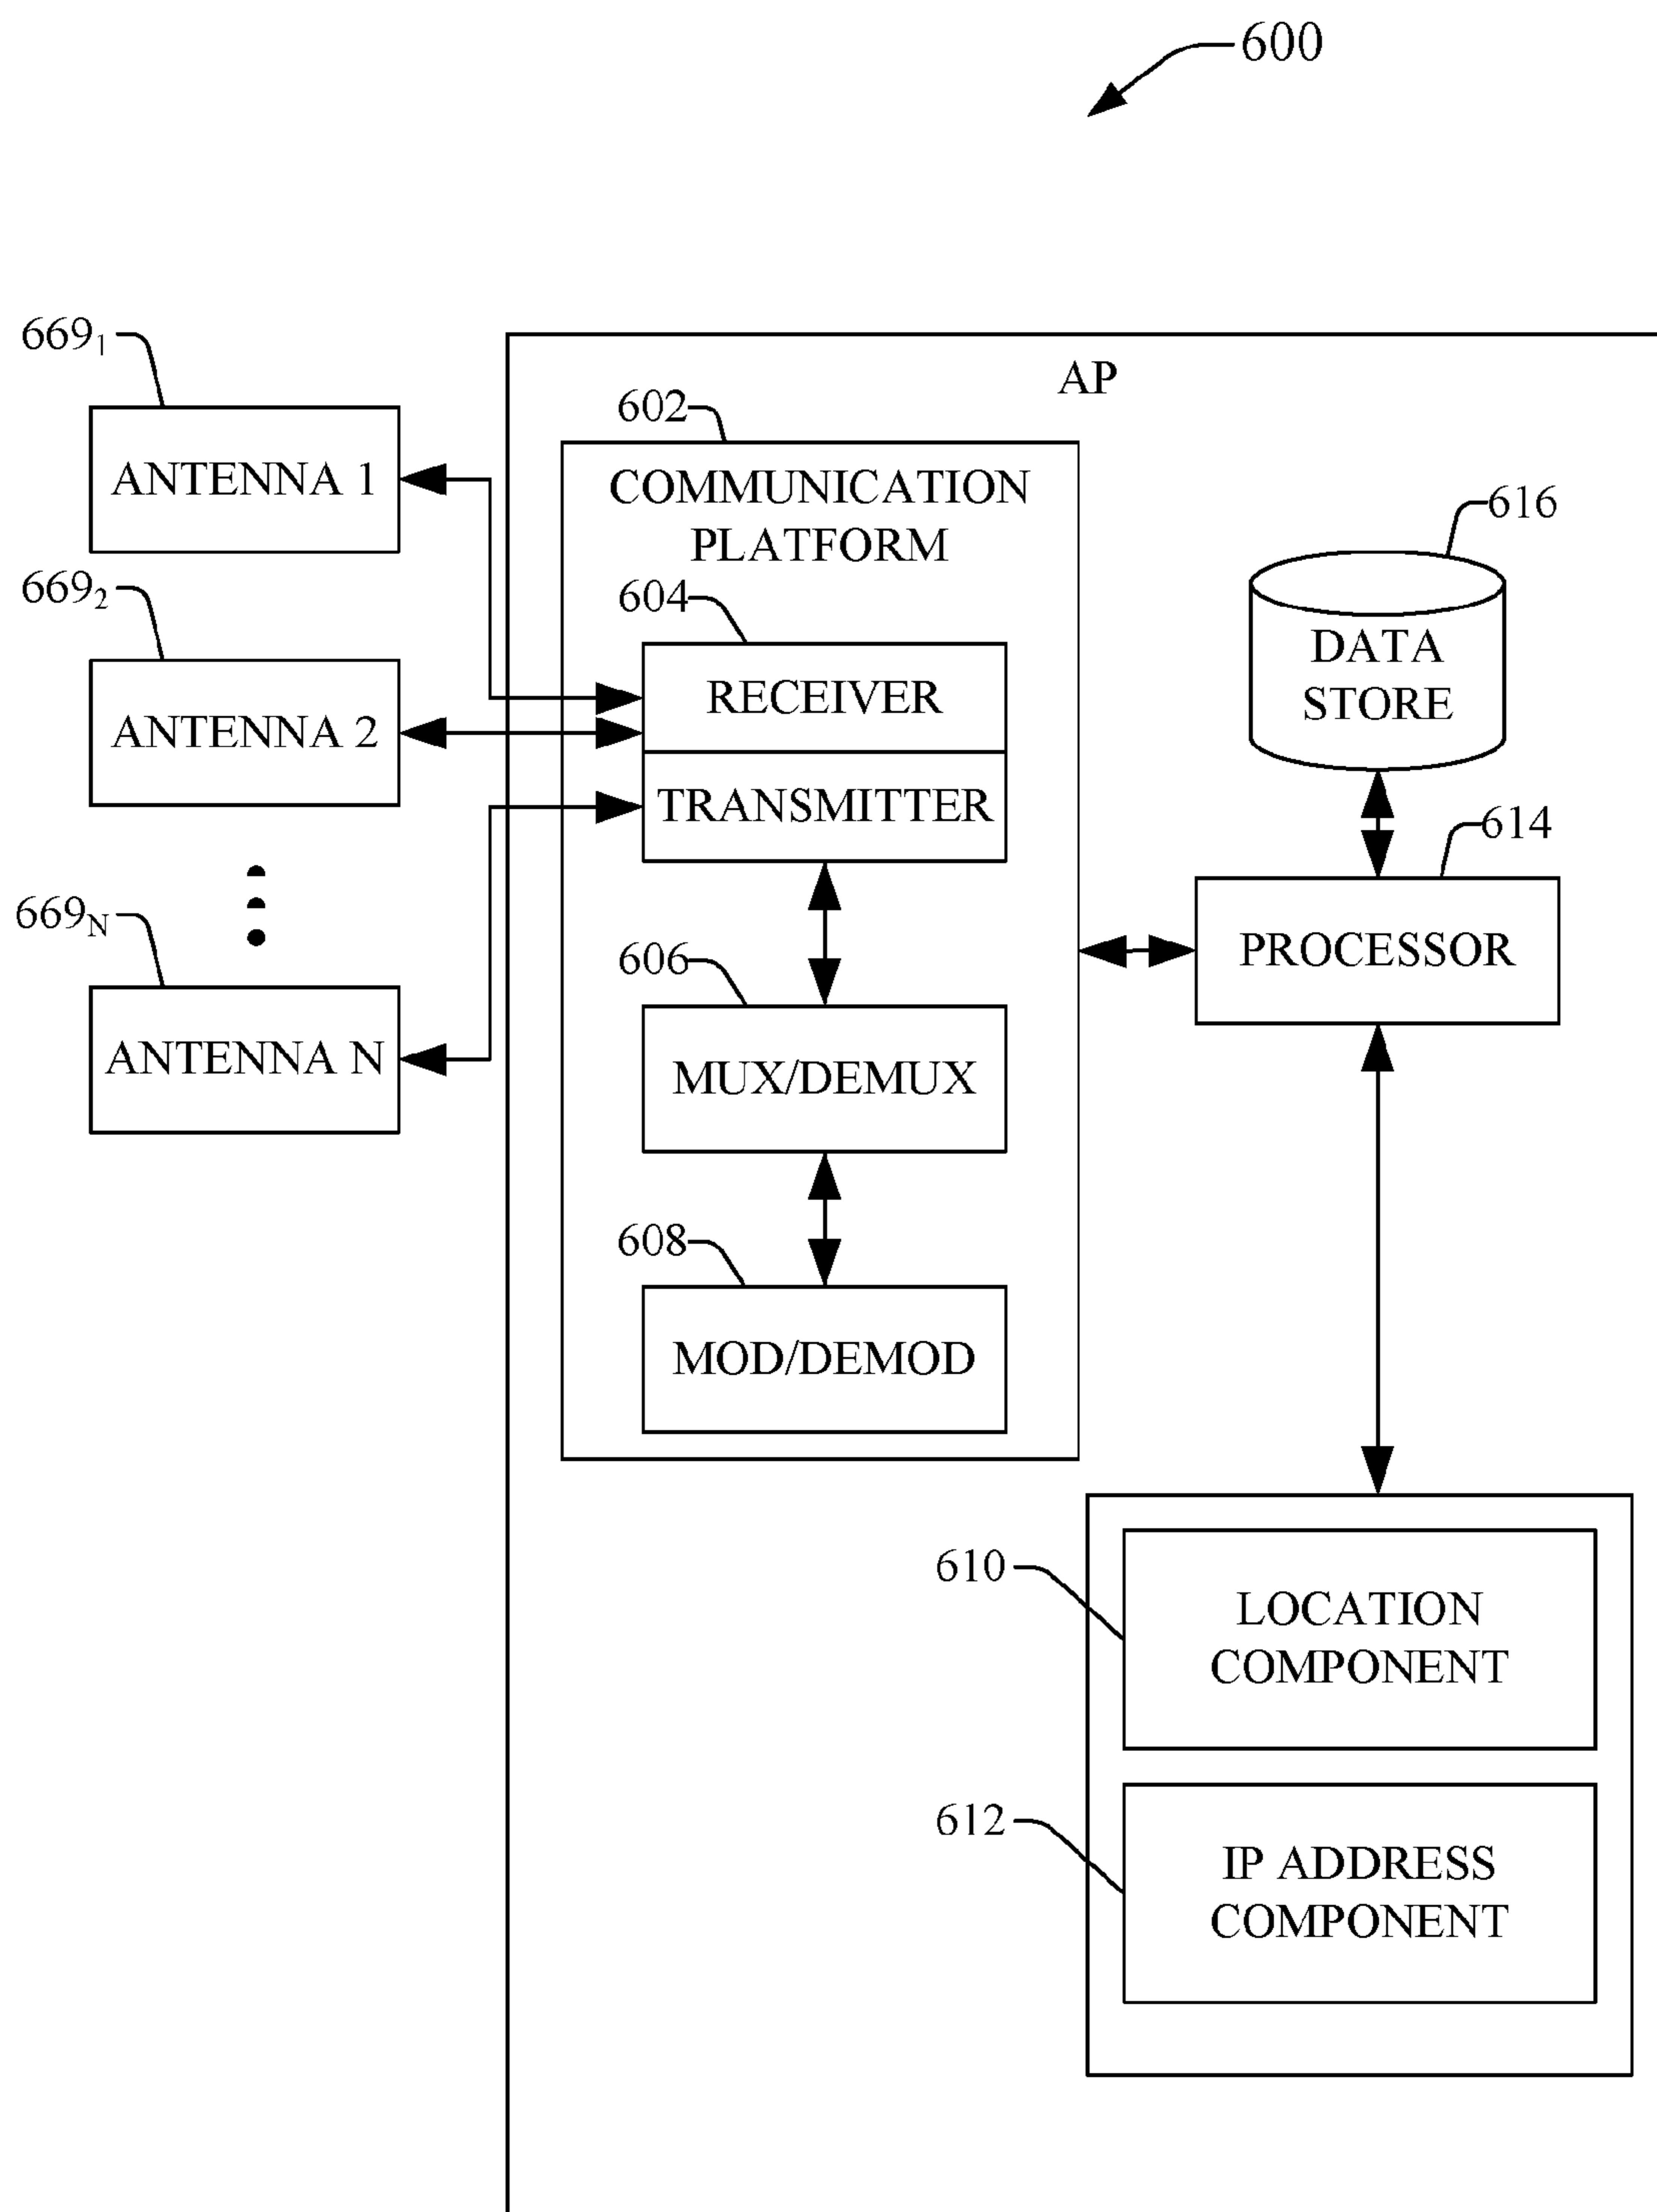 600
669₁
AP
602
ANTENNA 1
COMMUNICATION
PLATFORM
616
669₂
604
DATA
STORE
RECEIVER
ANTENNA 2
TRANSMITTER
614
669N
606
PROCESSOR
ANTENNA N
MUX/DEMUX
608
MOD/DEMOD
610
LOCATION
COMPONENT
612
IP ADDRESS
COMPONENT